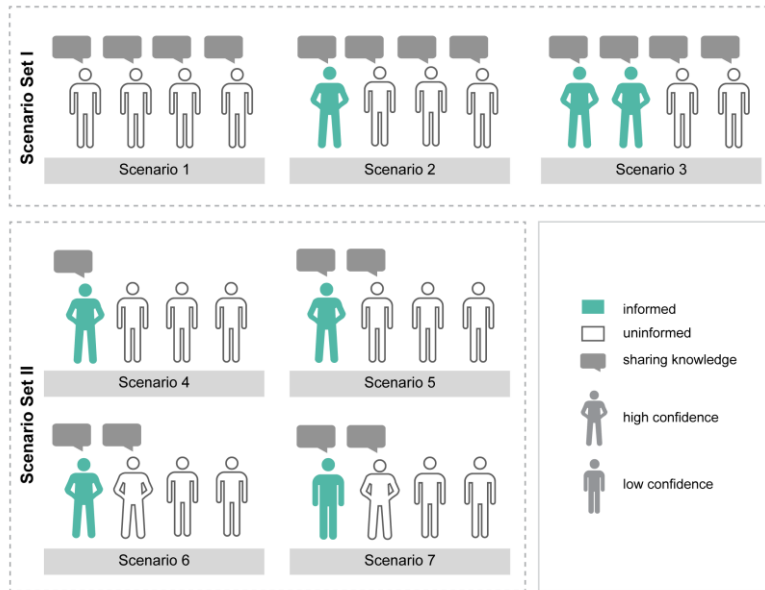 Scenario Set I
Scenario 1
Scenario 2
Scenario 3
Scenario Set II
Scenario 4
Scenario 5
Scenario 6
Scenario 7
informed
uninformed
sharing knowledge
high confidence
low confidence